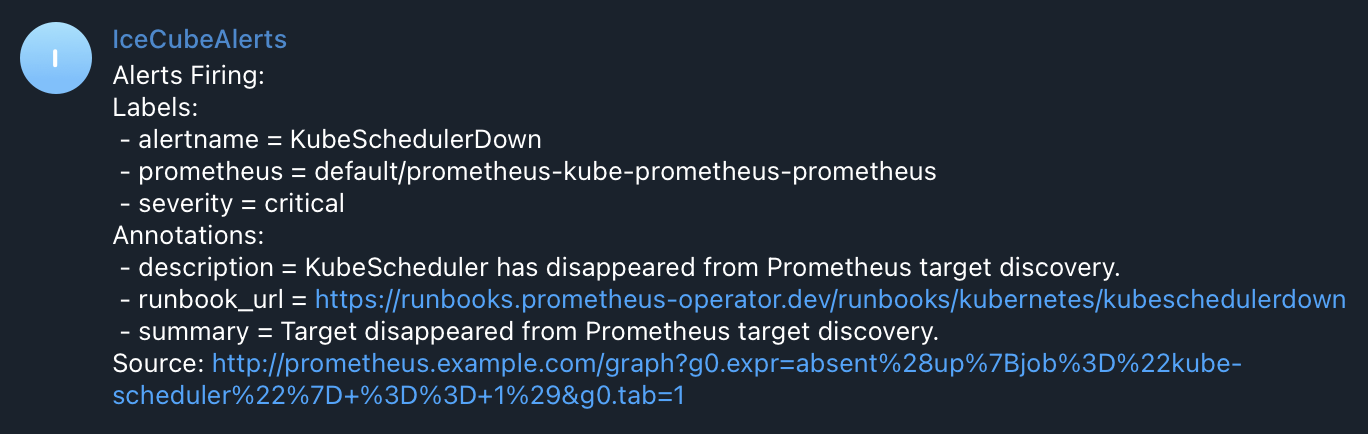 I
IceCubeAlerts
Alerts Firing:
Labels:
- alertname = KubeSchedulerDown
- prometheus = default/prometheus-kube-prometheus-prometheus
- severity = critical
Annotations:
- description = KubeScheduler has disappeared from Prometheus target discovery.
- runbook_url = https://runbooks.prometheus-operator.dev/runbooks/kubernetes/kubeschedulerdown
- summary = Target disappeared from Prometheus target discovery.
Source: http://prometheus.example.com/graph?g0.expr=absent%28up%7Bjob%3D%22kube-
scheduler%22%7D+%3D%3D+1%29&g0.tab=1